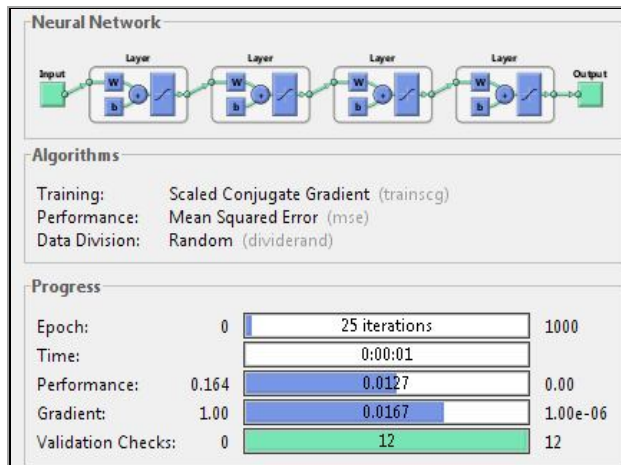 Neural Network
Layer Layer Layer Layer
Input Output
W W W W
b b b b
Algorithms
Training: Scaled Conjugate Gradient (trainscg)
Performance: Mean Squared Error (mse)
Data Division: Random (dividerand)
Progress
Epoch: 0 25 iterations 1000
Time: 0:00:01
Performance: 0.164 0.0127 0.00
Gradient: 1.00 0.0167 1.00e-06
Validation Checks: 0 12 12